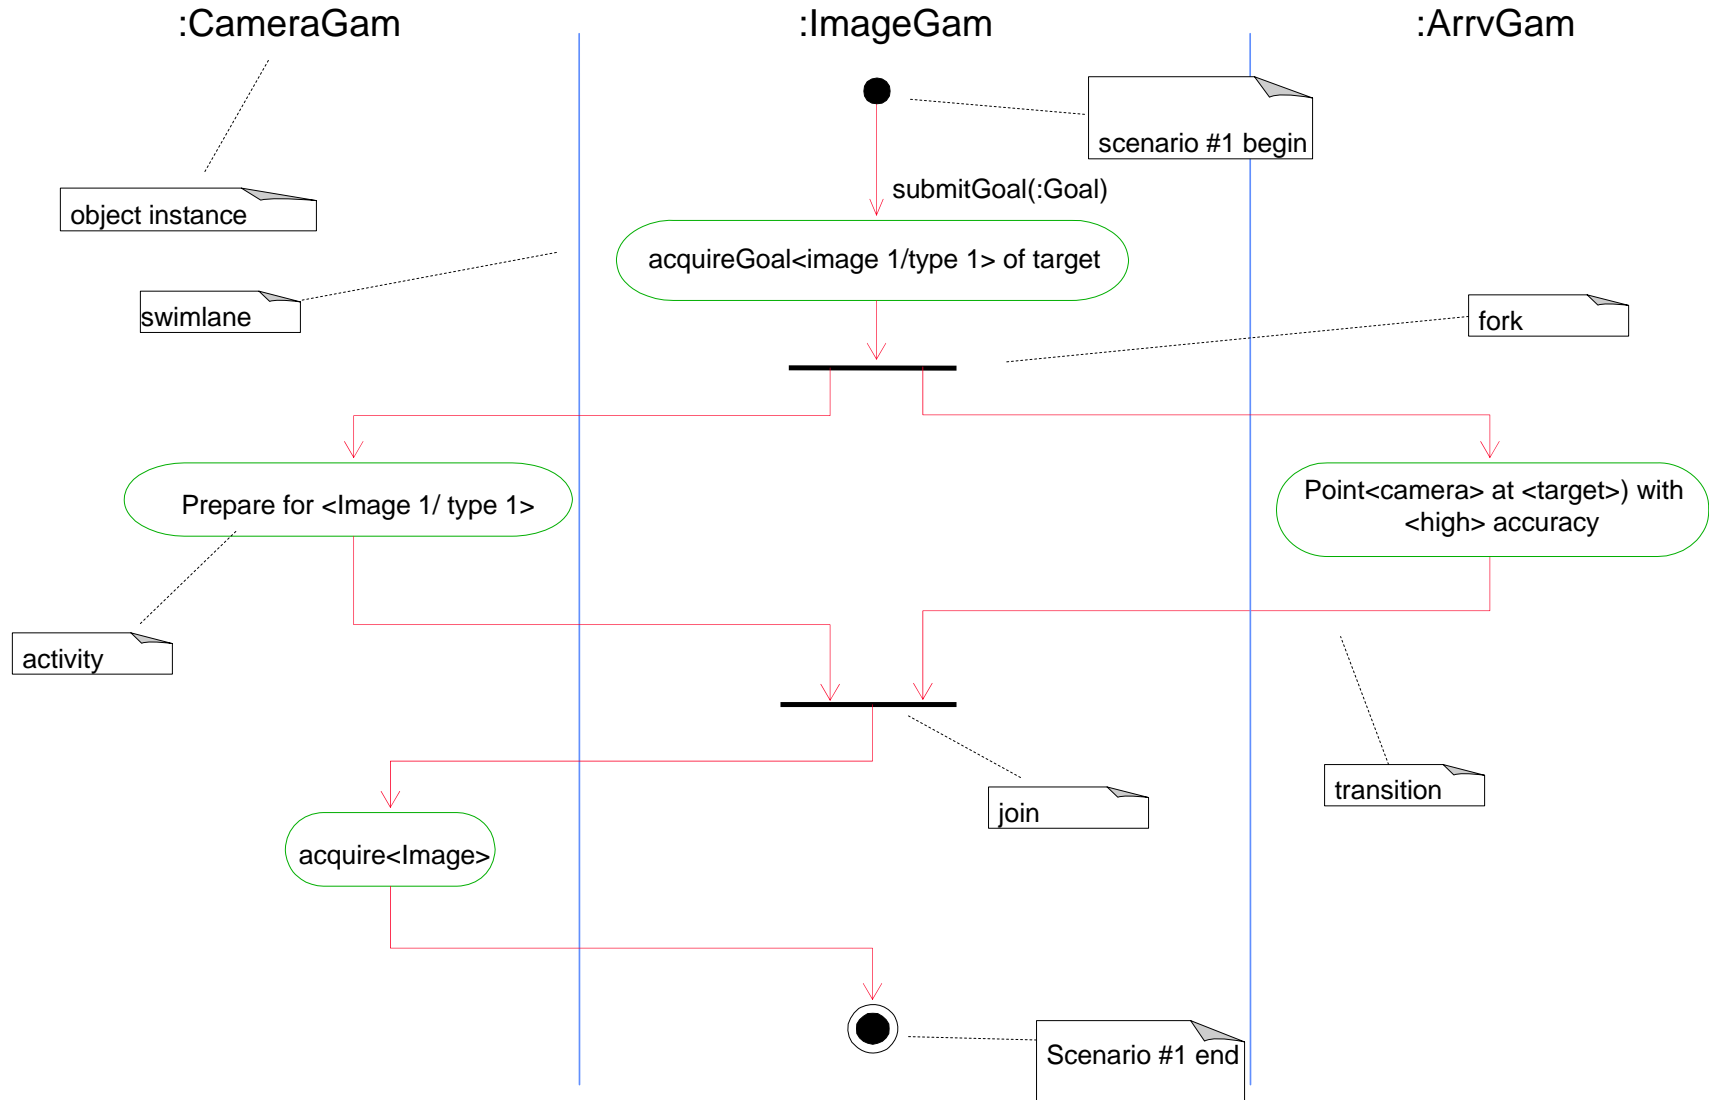 :CameraGam
:ImageGam
:ArrvGam
scenario #1 begin
submitGoal(:Goal)
object instance
acquireGoal<image 1/type 1> of target
swimlane
fork
Prepare for <Image 1/ type 1>
Point<camera> at <target>) with
<high> accuracy
activity
transition
join
acquire<Image>
Scenario #1 end